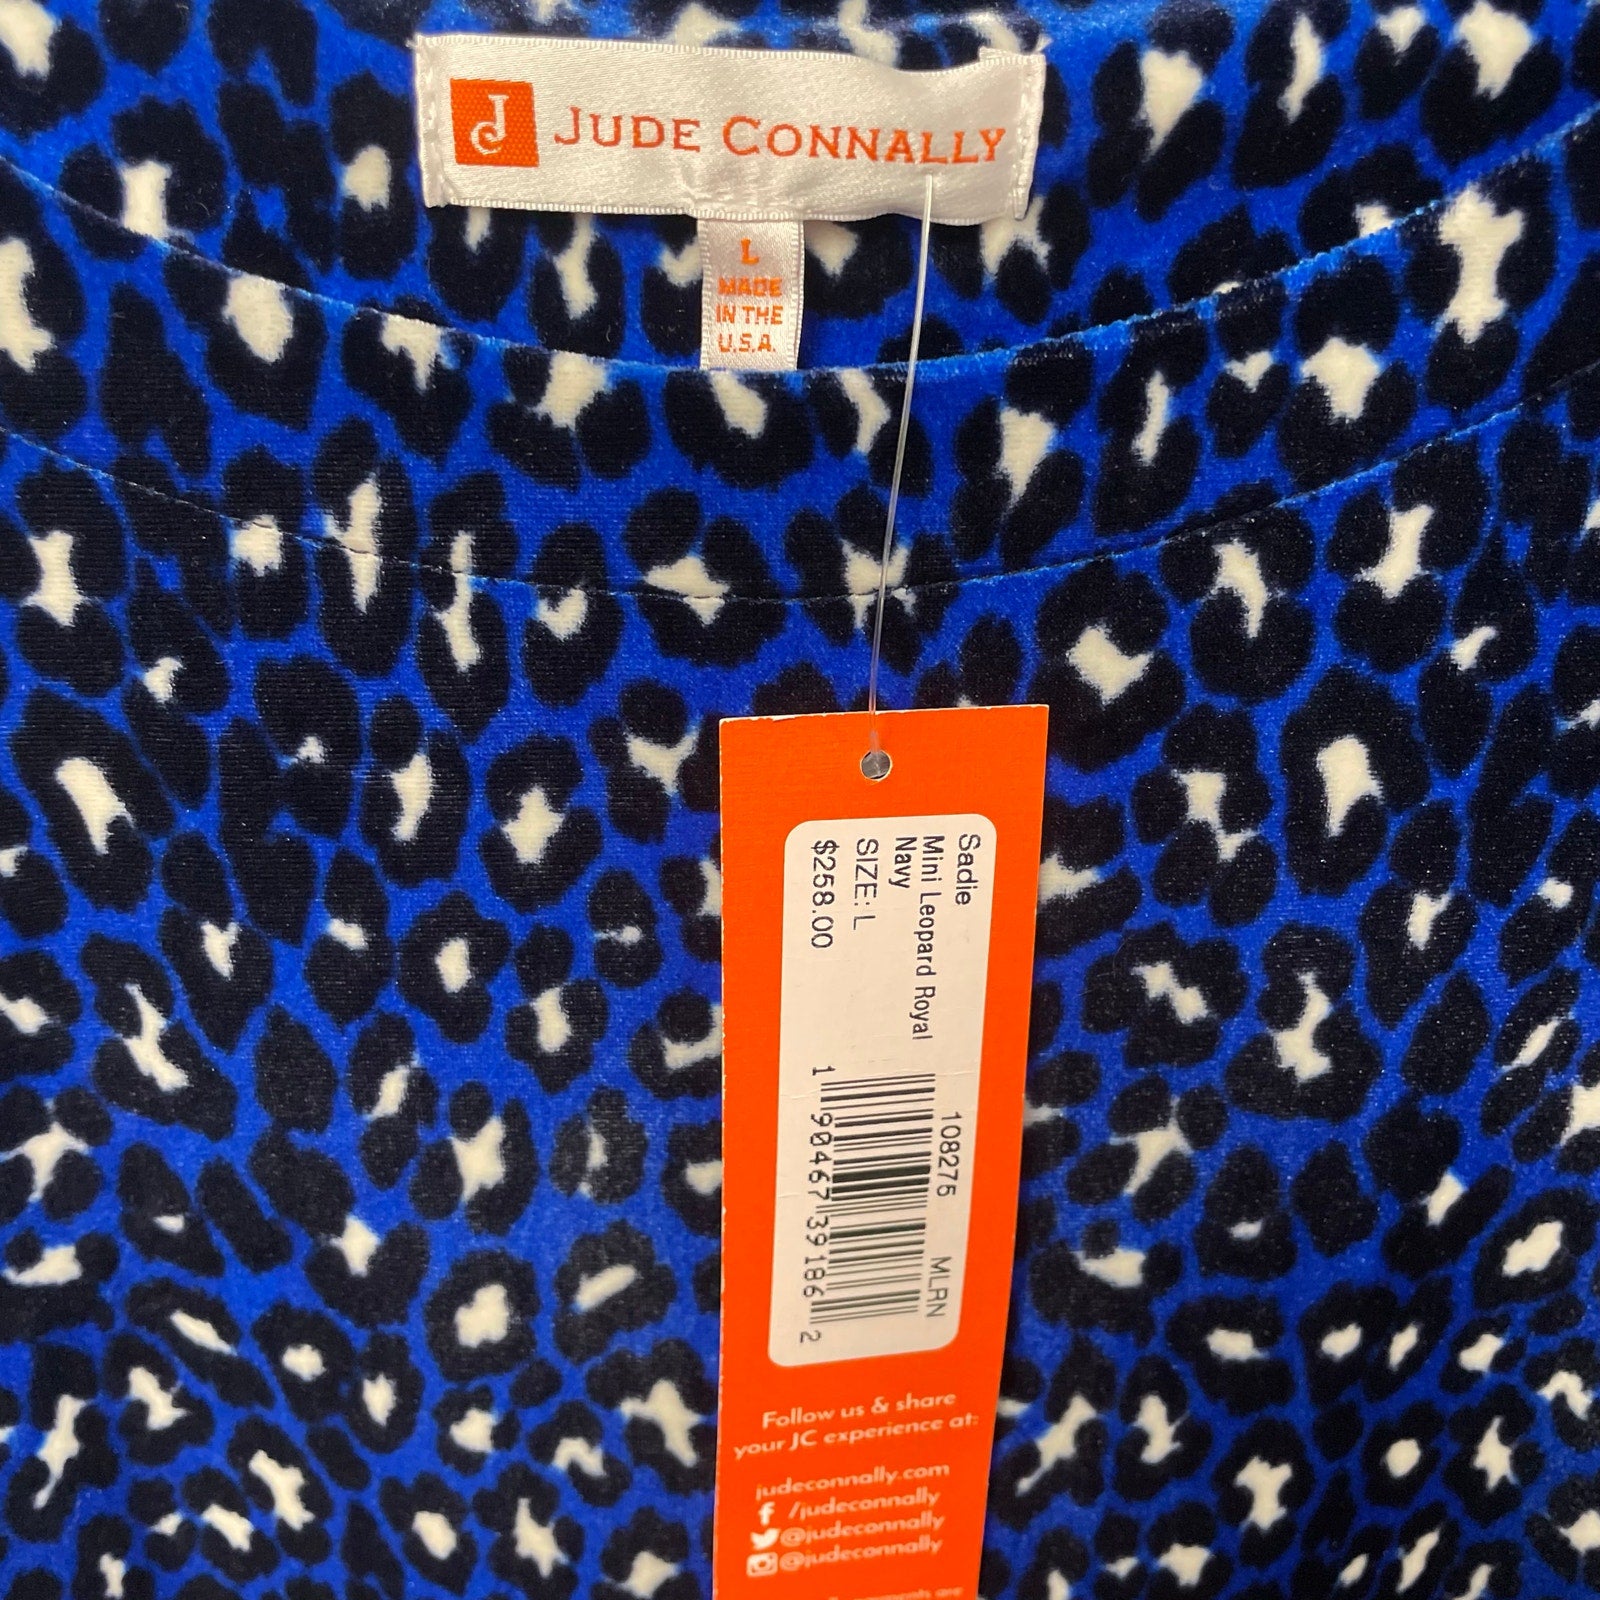 JC JUDE CONNALLY
L
MADE
IN THE
U.S.A.
Sadie
Mini Leopard Royal
Navy
SIZE: L
$258.00
108275 MLRN
1 90467 39186 2
Follow us & share
your JC experience at:
judeconnally.com
f /judeconnally
@judeconnally
@judeconnally